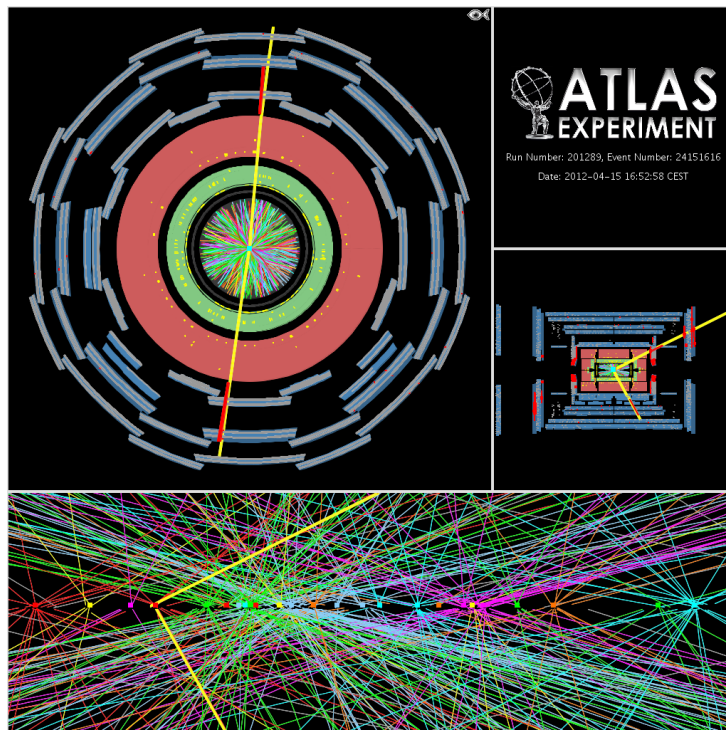 ATLAS
EXPERIMENT
Run Number: 201289, Event Number: 24151616
Date: 2012-04-15 16:52:58 CEST